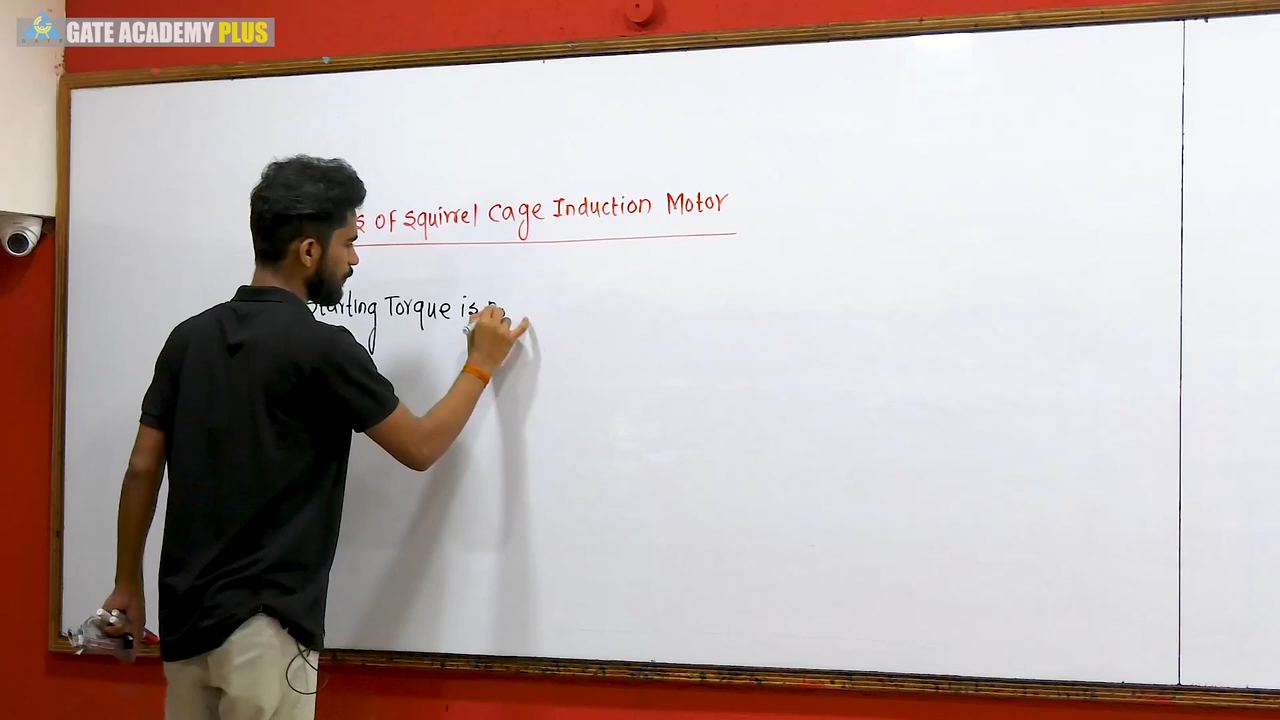 GATE ACADEMY PLUS
of squirrel cage Induction Motor
Starting Torque is